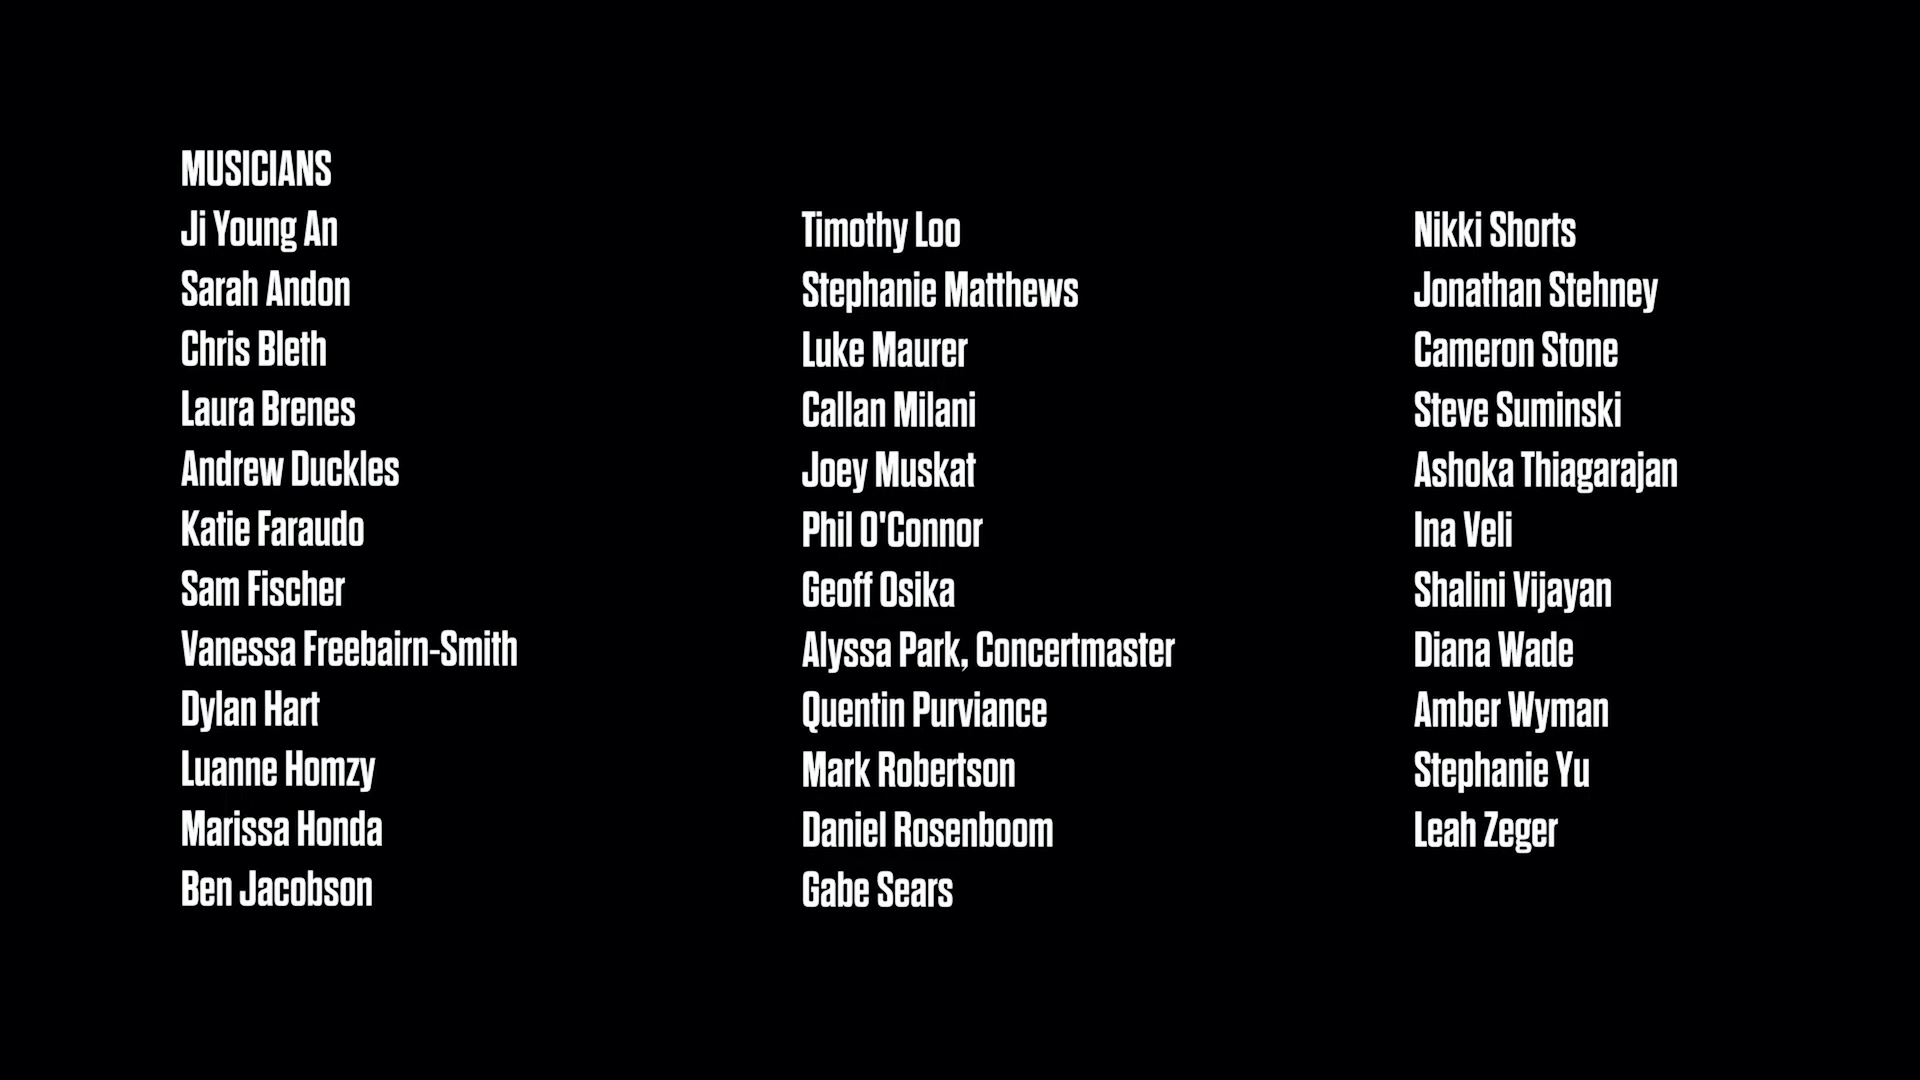 MUSICIANS
Ji Young An
Sarah Andon
Chris Bleth
Laura Brenes
Andrew Duckles
Katie Faraudo
Sam Fischer
Vanessa Freebairn-Smith
Dylan Hart
Luanne Homzy
Marissa Honda
Ben Jacobson
Timothy Loo
Stephanie Matthews
Luke Maurer
Callan Milani
Joey Muskat
Phil O'Connor
Geoff Osika
Alyssa Park, Concertmaster
Quentin Purviance
Mark Robertson
Daniel Rosenboom
Gabe Sears
Nikki Shorts
Jonathan Stehney
Cameron Stone
Steve Suminski
Ashoka Thiagarajan
Ina Veli
Shalini Vijayan
Diana Wade
Amber Wyman
Stephanie Yu
Leah Zeger